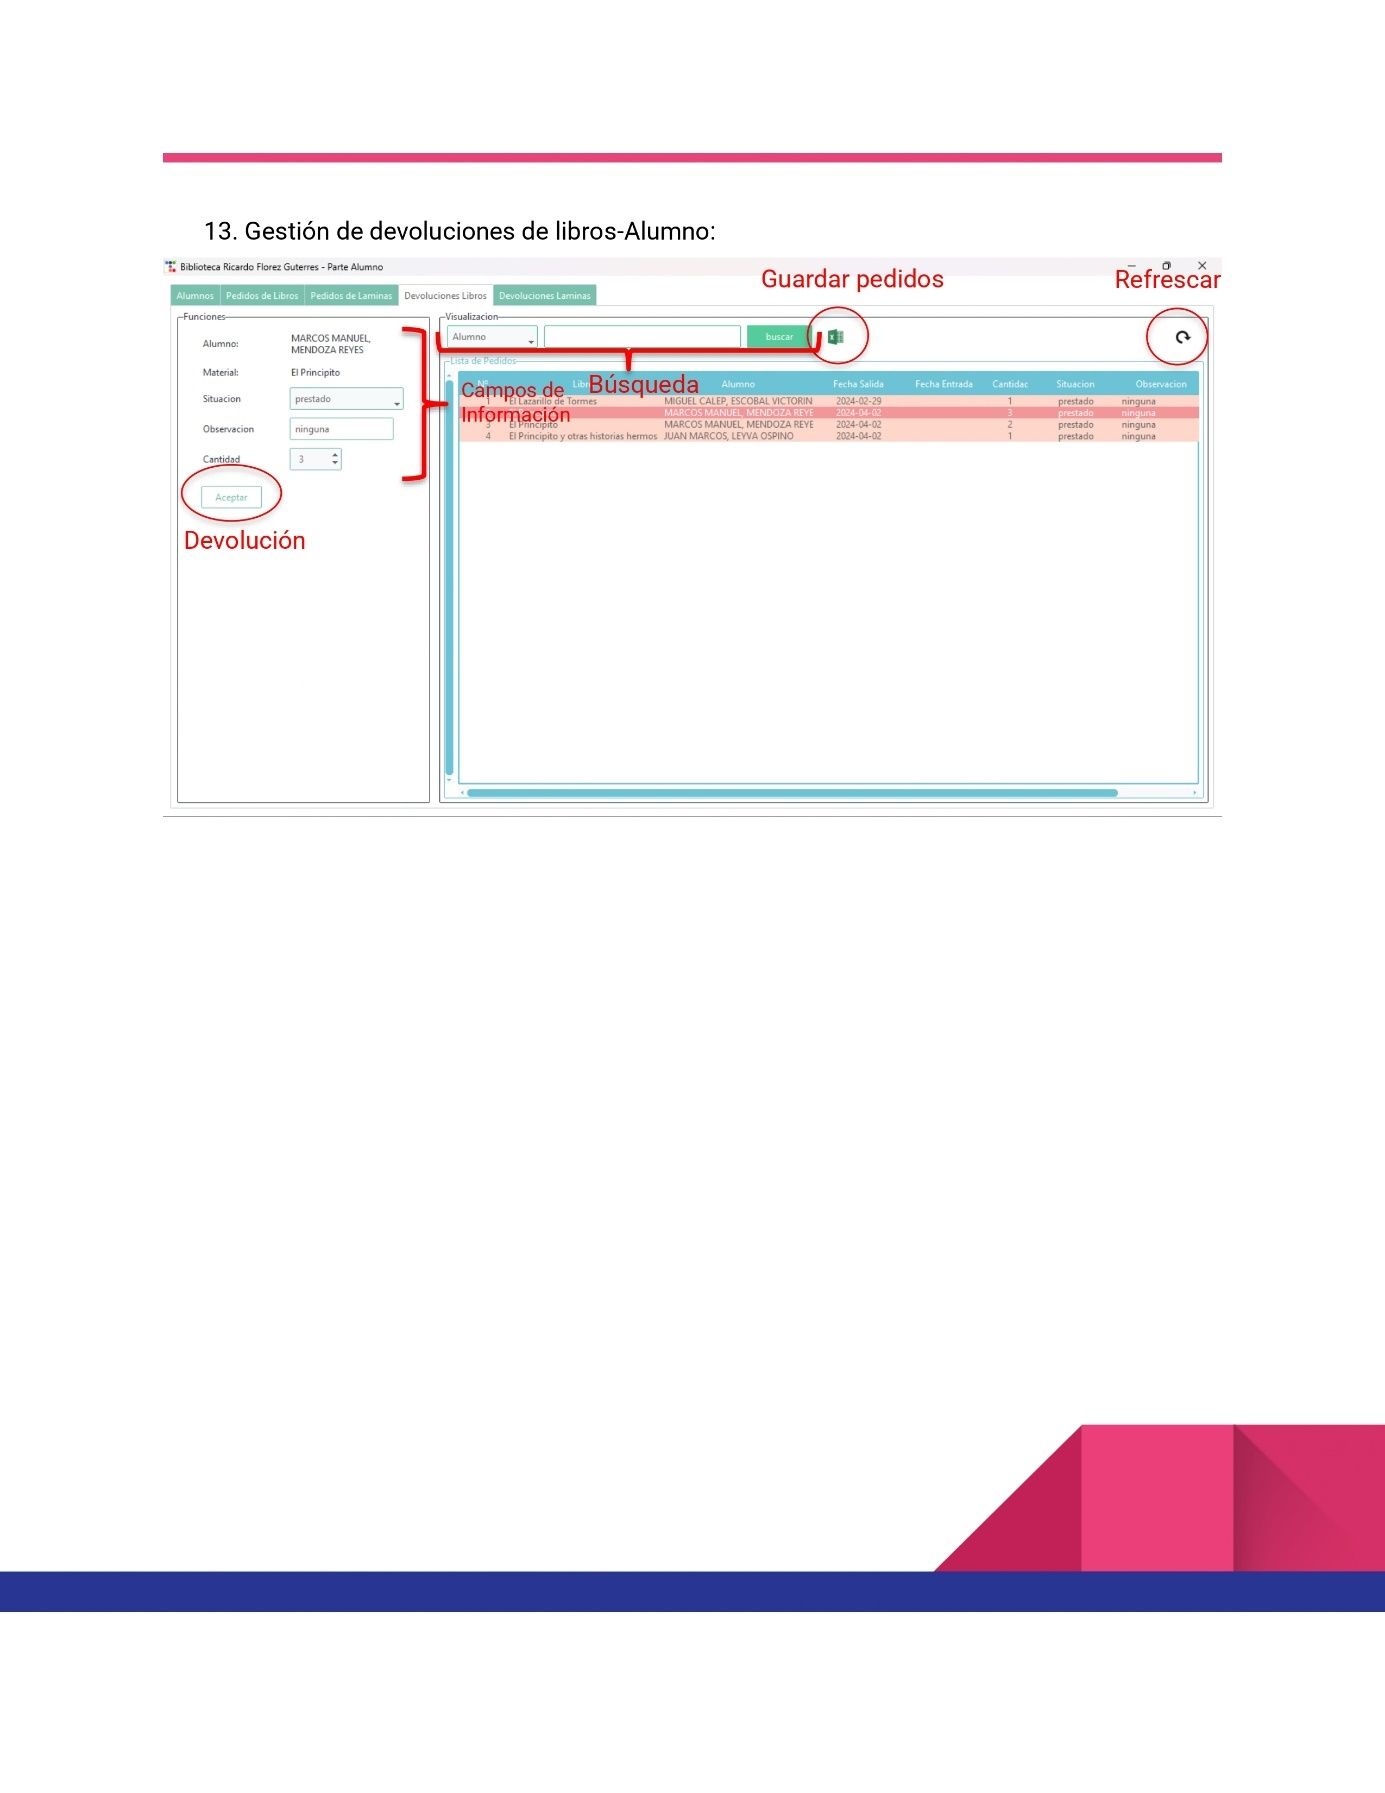 13. Gestión de devoluciones de libros-Alumno:
Biblioteca Ricardo Florez Guterres - Parte Alumno
Guardar pedidos
Refrescar
Alumnos Pedidos de Libros Pedidos de Laminas Devoluciones Libros Devoluciones Laminas
Funciones
Alumno: MARCOS MANUEL,
MENDOZA REYES
Material: El Principito
Situacion prestado
Observacion ninguna
Cantidad 3
Aceptar
Devolución
Campos de
Información
Visualizacion
Alumno buscar
Búsqueda
Lista de Pedidos
Nº Alumno Fecha Salida Fecha Entrada Cantidac Situacion Observacion
1 El Lazarillo de Tormes MIGUEL CALEP, ESCOBAL VICTORIN 2024-02-29 1 prestado ninguna
MARCOS MANUEL, MENDOZA REYE 2024-04-02 3 prestado ninguna
3 El Principito MARCOS MANUEL, MENDOZA REYE 2024-04-02 2 prestado ninguna
4 El Principito y otras historias hermos JUAN MARCOS, LEYVA OSPINO 2024-04-02 1 prestado ninguna